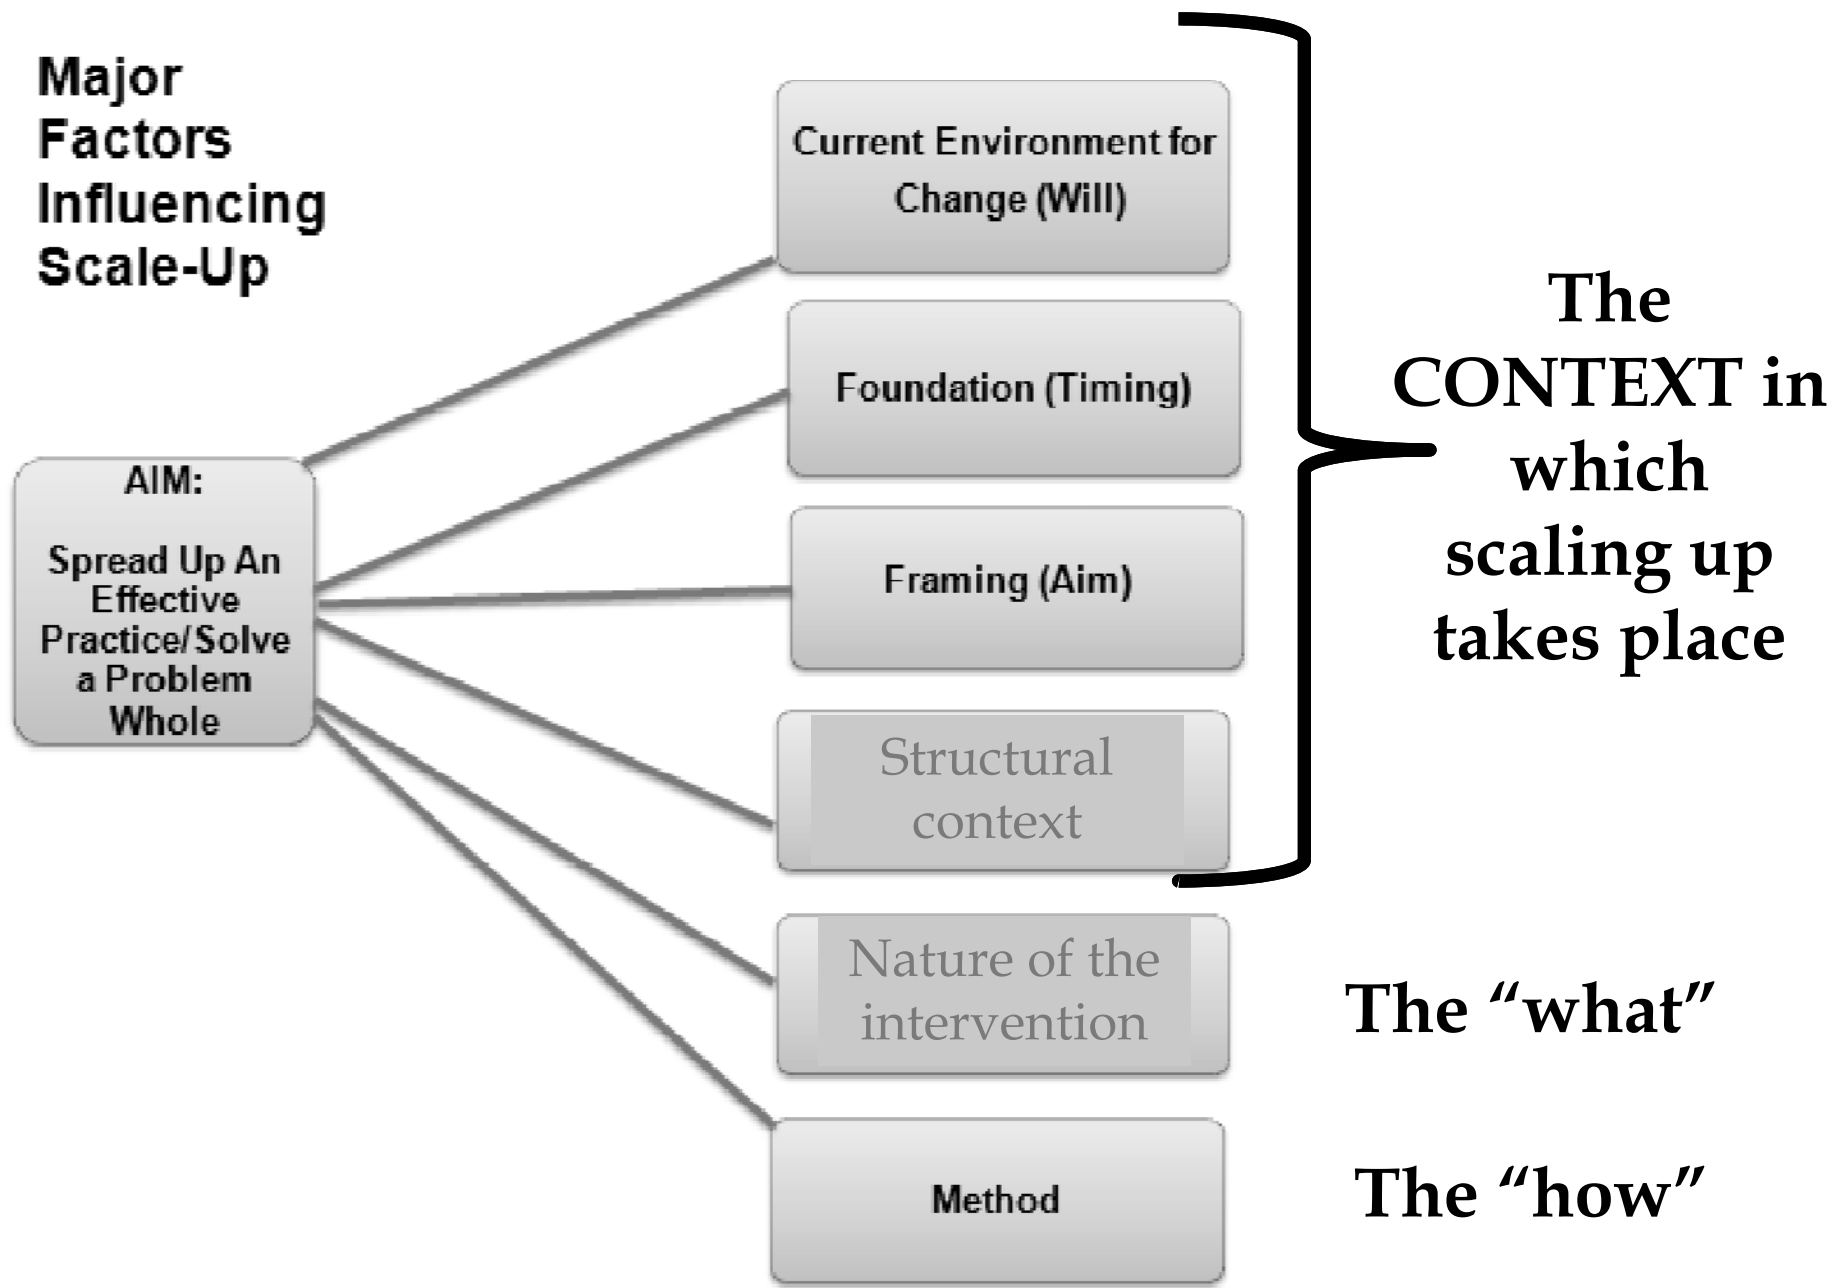 Major
Factors
Influencing
Scale-Up
AIM:
Spread Up An
Effective
Practice/Solve
a Problem
Whole
Current Environment for
Change (Will)
Foundation (Timing)
Framing (Aim)
Structural
context
Nature of the
intervention
Method
The
CONTEXT in
which
scaling up
takes place
The “what”
The “how”